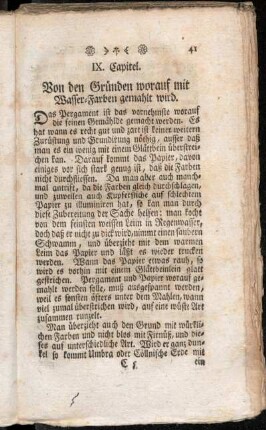 41
IX. Capitel.
Von den Gründen worauf mit
Wasser-Farben gemahlt wird.
Das Pergament ist das vornehmste worauf
die feinen Gemählde gemacht werden. Es
hat wann es recht gut und zart ist keinen weitern
Zurüstung und Grundirung nöthig, ausser daß
man es ein wenig mit einem Glätbein überstrei-
chen kan. Darauf kommt das Papier, davon
einiges vor sich stark genug ist, daß die Farben
nicht durchfliessen. Da man aber auch manch-
mal antrift, da die Farben gleich durchschlagen,
und zuweilen auch Kupferstiche auf schlechtem
Papier zu illuminiren hat, so kan man durch
diese Zubereitung der Sache helfen: man kocht
von dem feinsten weissen Leim in Regenwasser,
doch daß er nicht zu dick wird, nimmt einen saubern
Schwamm, und überzieht mit dem warmen
Leim das Papier und läßt es wieder trucken
werden. Wann das Papier etwas rauh, so
wird es vorhin mit einem Glättbeinlein glatt
gestrichen. Pergament und Papier worauf ge-
mahlt werden solle, muß ausgespannt werden,
weil es sonsten öfters unter dem Mahlen, wann
viel zumal überstrichen wird, auf eine wüste Art
zusammen runzelt.
Man überzieht auch den Grund mit würkli-
chen Farben und nicht blos mit Firnüß, und die-
ses auf unterschiedliche Art. Wird er ganz dun-
kel so kommt Umbra oder Cöllnische Erde mit
C 5 ein